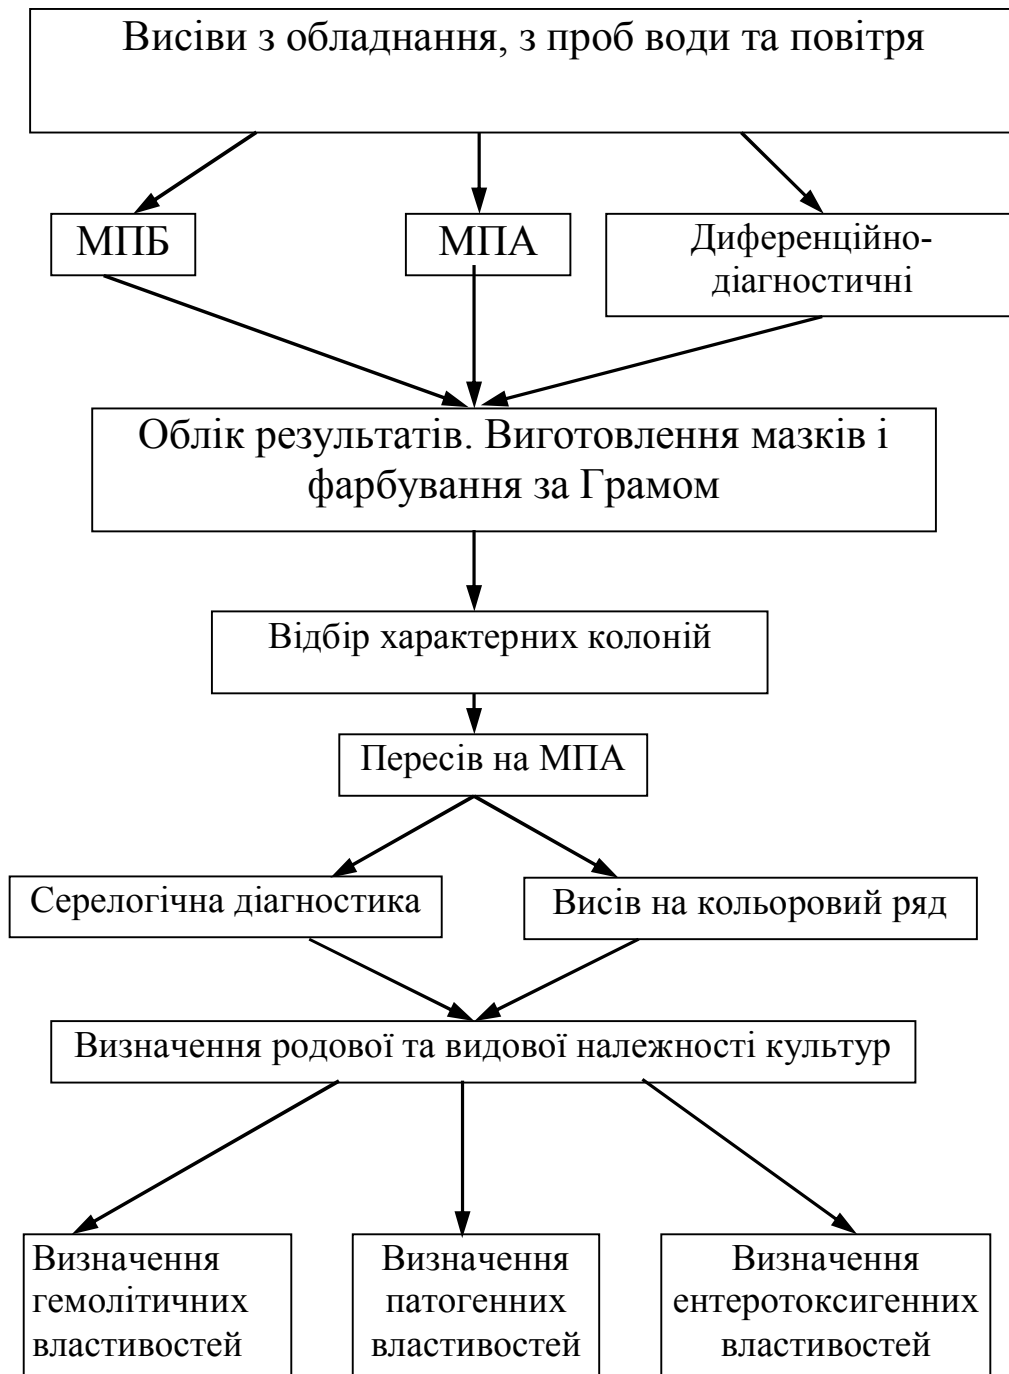 Висіви з обладнання, з проб води та повітря
МПБ
МПА
Диференційно-
діагностичні
Облік результатів. Виготовлення мазків і
фарбування за Грамом
Відбір характерних колоній
Пересів на МПА
Серелогічна діагностика
Висів на кольоровий ряд
Визначення родової та видової належності культур
Визначення
гемолітичних
властивостей
Визначення
патогенних
властивостей
Визначення
ентеротоксигенних
властивостей